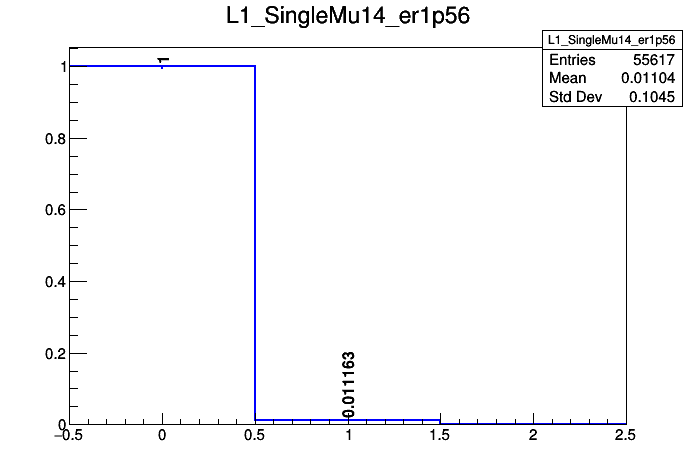 L1_SingleMu14_er1p56
L1_SingleMu14_er1p56
Entries 55617
Mean 0.01104
Std Dev 0.1045
1
0.8
0.6
0.4
0.2
0
1
0.011163
−0.5 0 0.5 1 1.5 2 2.5